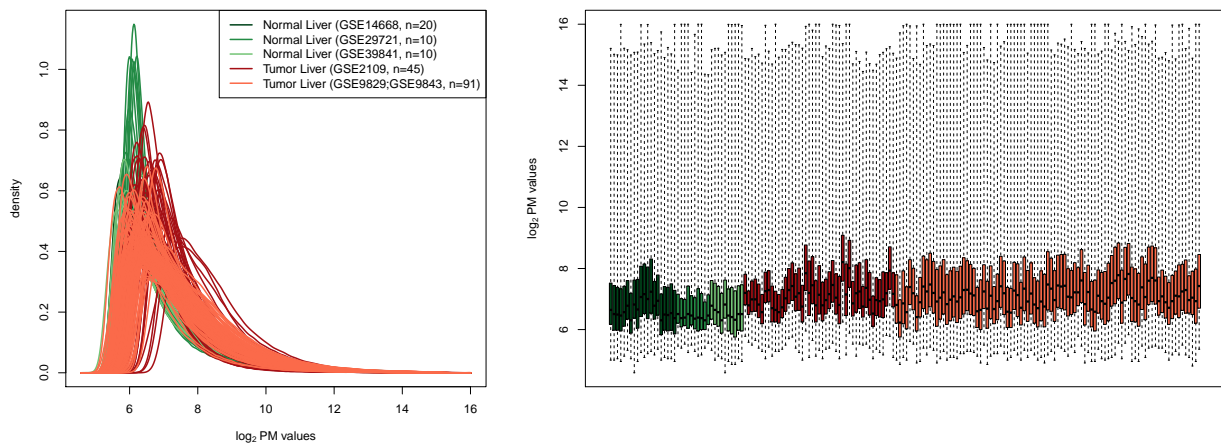 Normal Liver (GSE14668, n=20)
Normal Liver (GSE29721, n=10)
Normal Liver (GSE39841, n=10)
Tumor Liver (GSE2109, n=45)
Tumor Liver (GSE9829;GSE9843, n=91)
density
0.0
0.2
0.4
0.6
0.8
1.0
6 8 10 12 14 16
log₂ PM values
log₂ PM values
6
8
10
12
14
16